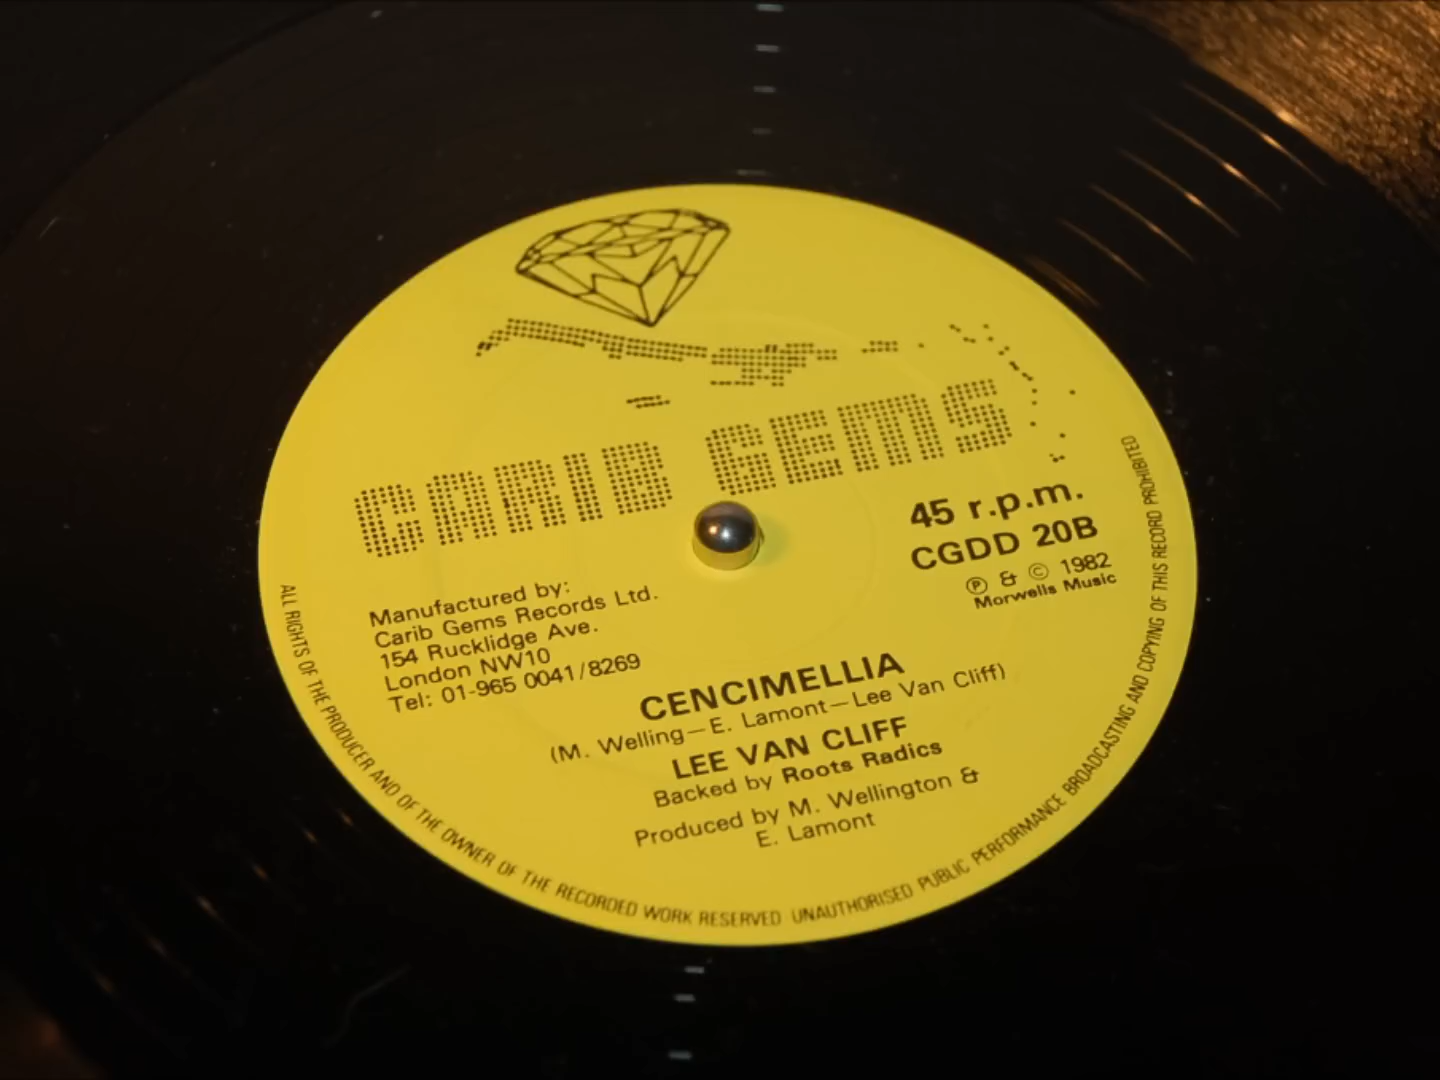 CARIB GEMS
45 r.p.m.
CGDD 20B
Ⓟ & © 1982
Morwells Music
Manufactured by:
Carib Gems Records Ltd.
154 Rucklidge Ave.
London NW10
Tel: 01-965 0041/8269
CENCIMELLIA
(M. Welling—E. Lamont—Lee Van Cliff)
LEE VAN CLIFF
Backed by Roots Radics
Produced by M. Wellington &
E. Lamont
ALL RIGHTS OF THE PRODUCER AND OF THE OWNER OF THE RECORDED WORK RESERVED UNAUTHORISED PUBLIC PERFORMANCE BROADCASTING AND COPYING OF THIS RECORD PROHIBITED